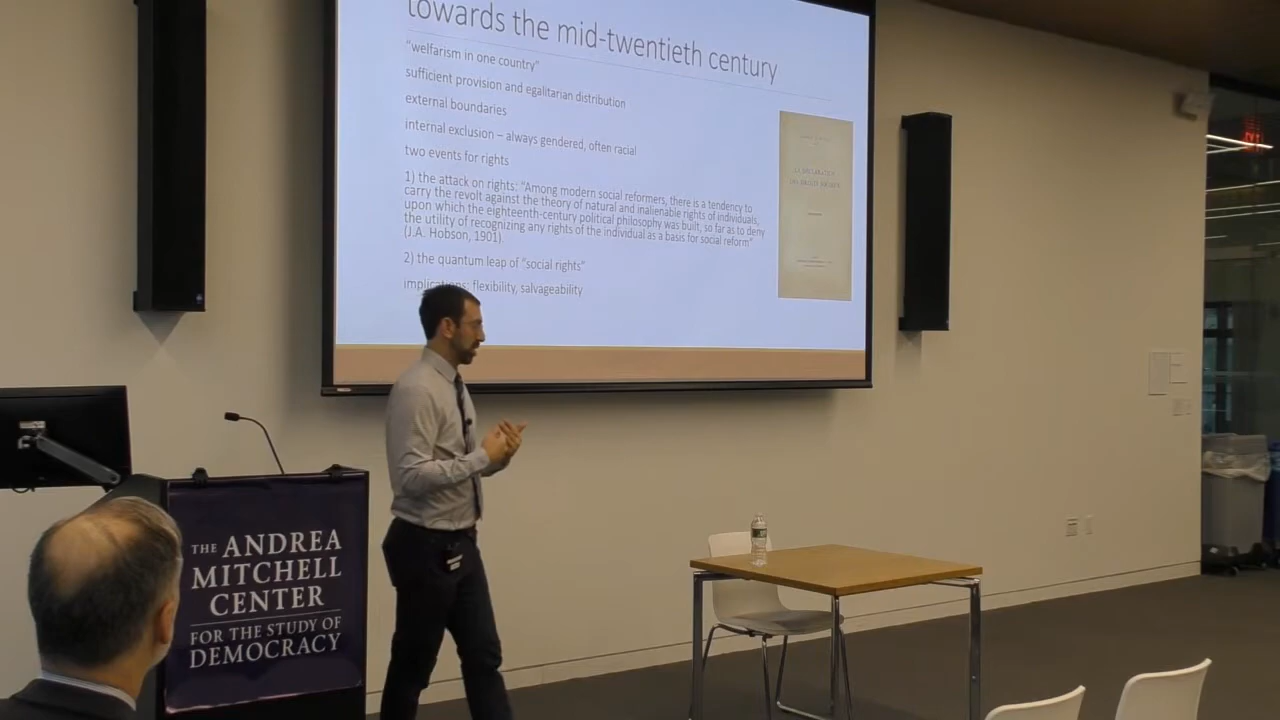 towards the mid-twentieth century
"welfarism in one country"
sufficient provision and egalitarian distribution
external boundaries
internal exclusion – always gendered, often racial
two events for rights
1) the attack on rights: "Among modern social reformers, there is a tendency to
carry the revolt against the theory of natural and inalienable rights of individuals,
upon which the eighteenth-century political philosophy was built, so far as to deny
the utility of recognizing any rights of the individual as a basis for social reform"
(J.A. Hobson, 1901).
2) the quantum leap of "social rights"
implications: flexibility, salvageability
LA DÉCLARATION
DES DROITS SOCIAUX
THE ANDREA
MITCHELL
CENTER
FOR THE STUDY OF
DEMOCRACY